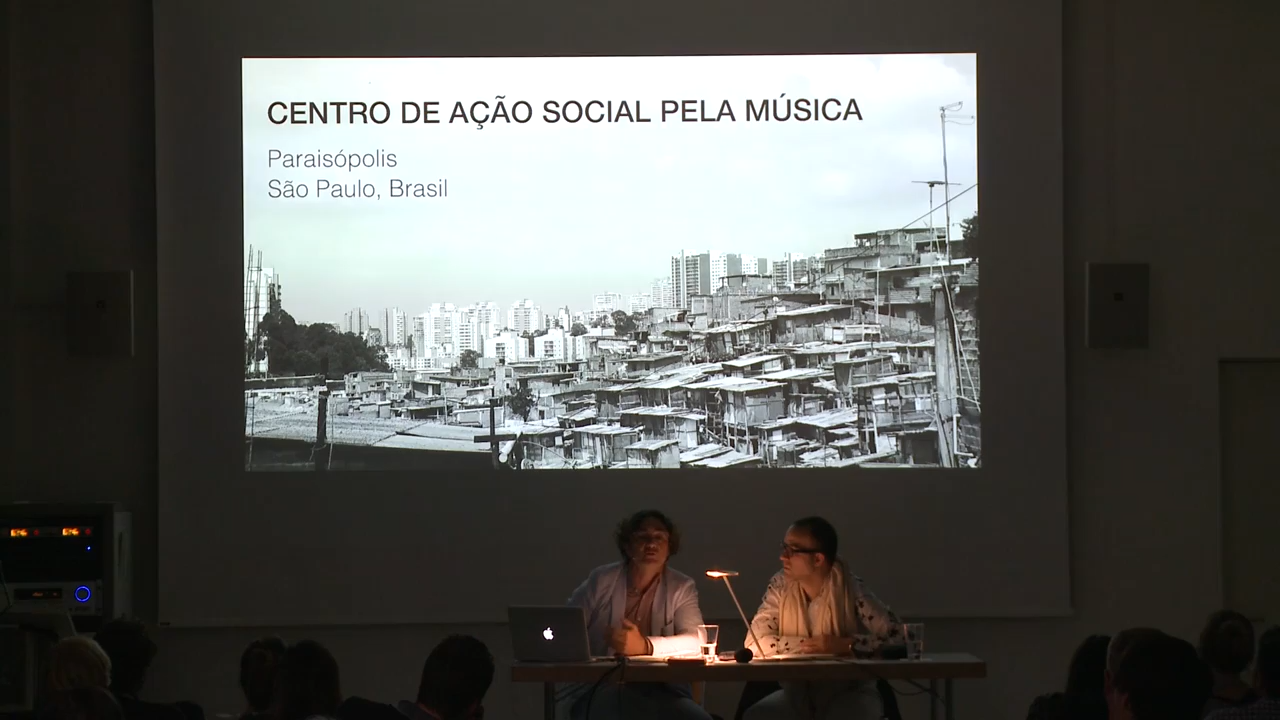 CENTRO DE AÇÃO SOCIAL PELA MÚSICA
Paraisópolis
São Paulo, Brasil